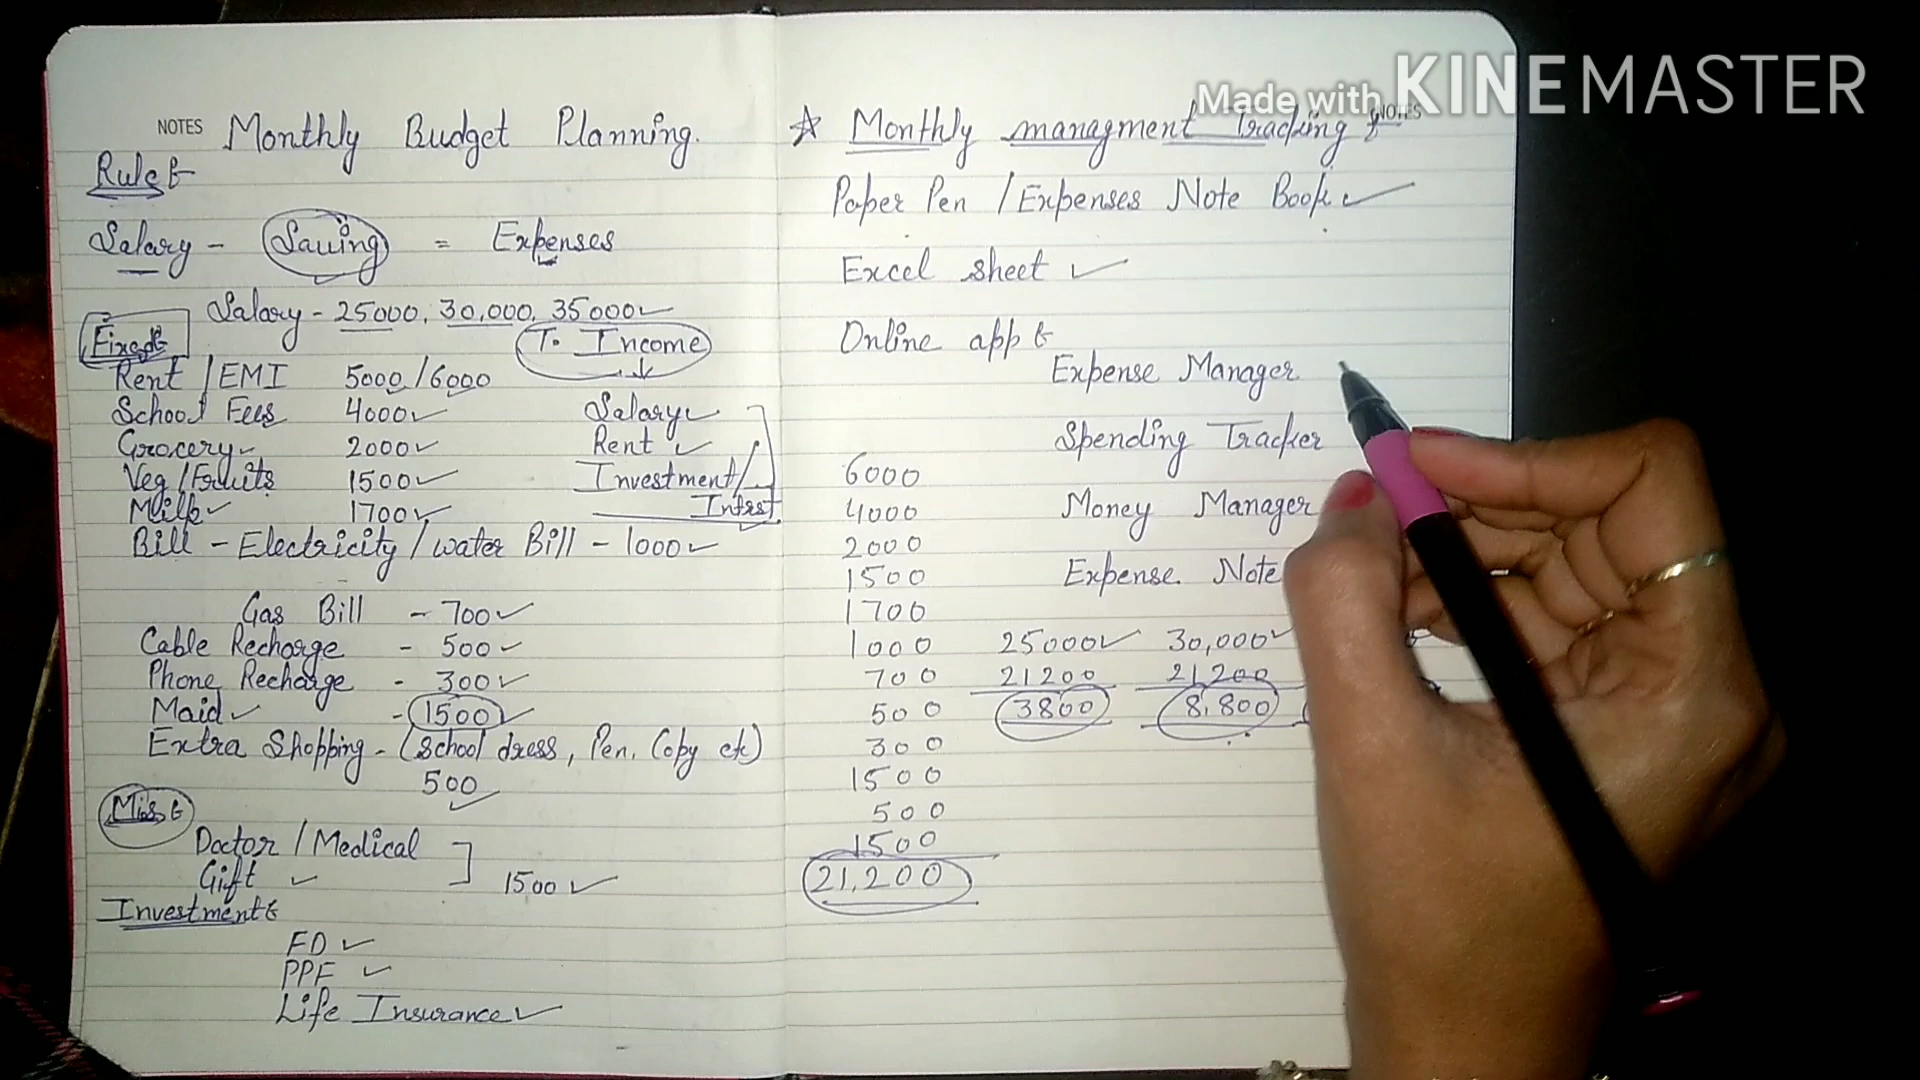 Made with KINEMASTER
NOTES
Monthly Budget Planning.
Rule
Salary - Saving = Expenses
Salary - 25000, 30,000, 35000
Fixed
T. Income
Rent / EMI 5000/6000
School Fees 4000 Salary
Grocery 2000 Rent
Veg/Fruits 1500 Investment/
Milk 1700 Intrst
Bill - Electricity / water Bill - 1000
Gas Bill - 700
Cable Recharge - 500
Phone Recharge - 300
Maid - 1500
Extra Shopping - (School dress, Pen, Copy etc)
500
Mis.
Doctor / Medical
Gift 1500
Investment
FD
PPF
Life Insurance
NOTES
Monthly managment Tracking
Paper Pen / Expenses Note Book
Excel sheet
Online app
Expense Manager
Spending Tracker
Money Manager
Expense Note
6000
4000
2000
1500
1700
1000 25000 30,000
700 21200 21,200
500 3800 8,800
300
1500
500
1500
21,200